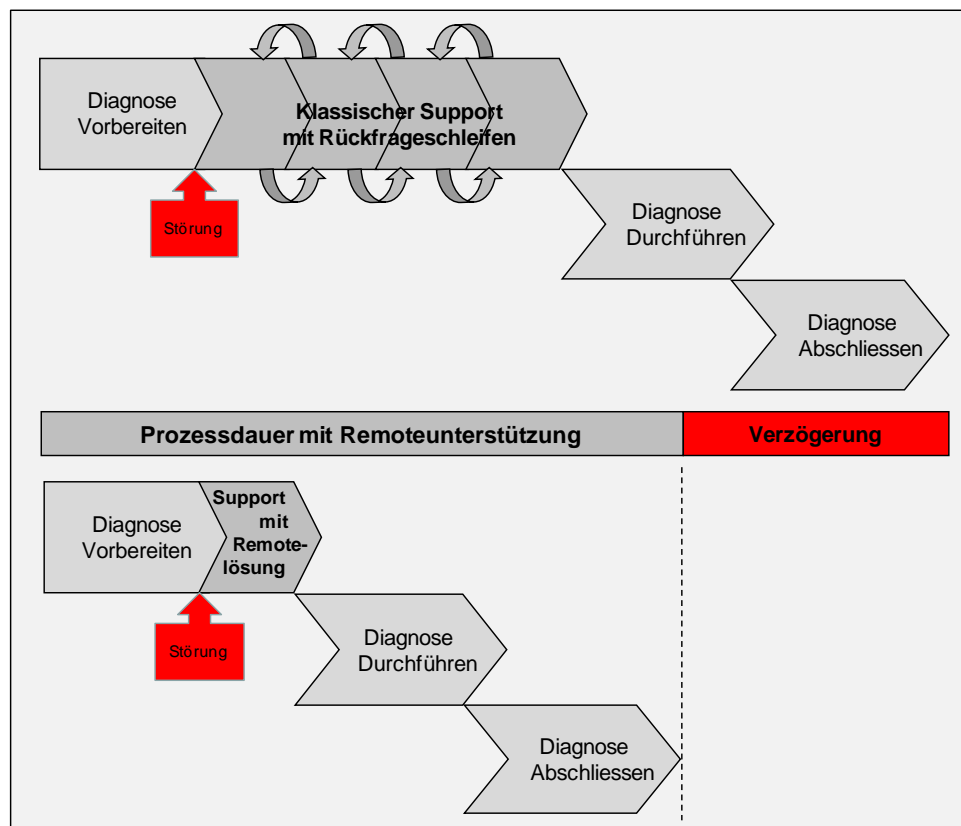 Diagnose
Vorbereiten
Klassischer Support
mit Rückfrageschleifen
Störung
Diagnose
Durchführen
Diagnose
Abschliessen
Prozessdauer mit Remoteunterstützung
Verzögerung
Diagnose
Vorbereiten
Support
mit
Remote-
lösung
Störung
Diagnose
Durchführen
Diagnose
Abschliessen